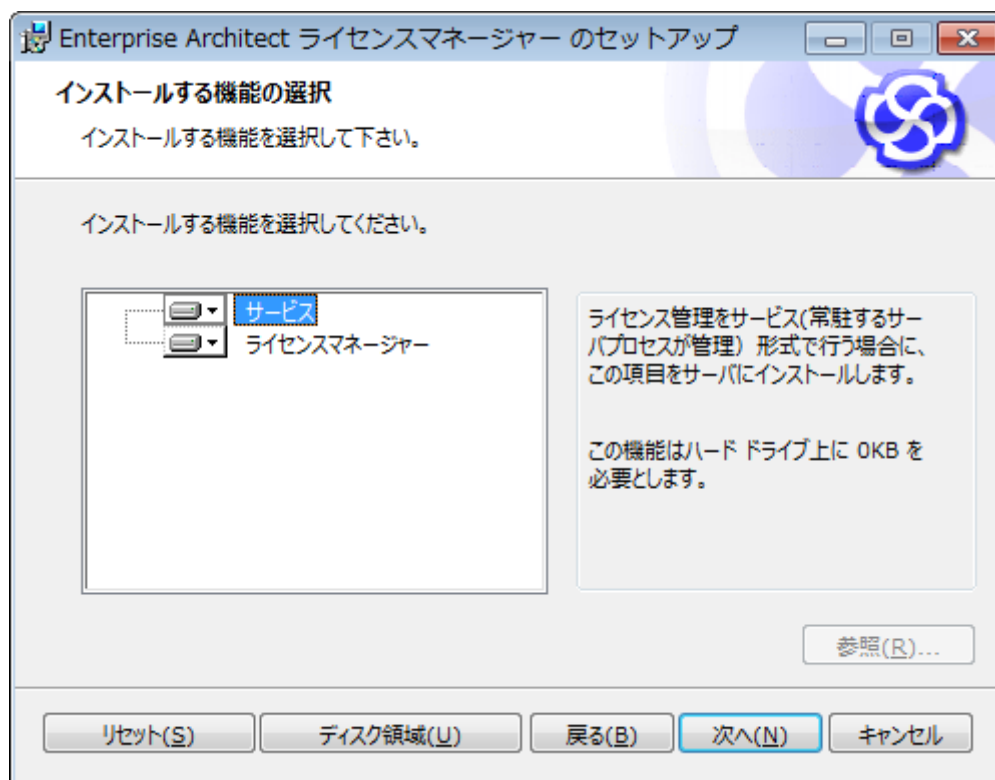 Enterprise Architect ライセンスマネージャー のセットアップ
インストールする機能の選択
インストールする機能を選択して下さい。
インストールする機能を選択してください。
サービス
ライセンスマネージャー
ライセンス管理をサービス(常駐するサー
バプロセスが管理) 形式で行う場合に、
この項目をサーバにインストールします。
この機能はハード ドライブ上に 0KB を
必要とします。
参照(R)...
リセット(S)
ディスク領域(U)
戻る(B)
次へ(N)
キャンセル